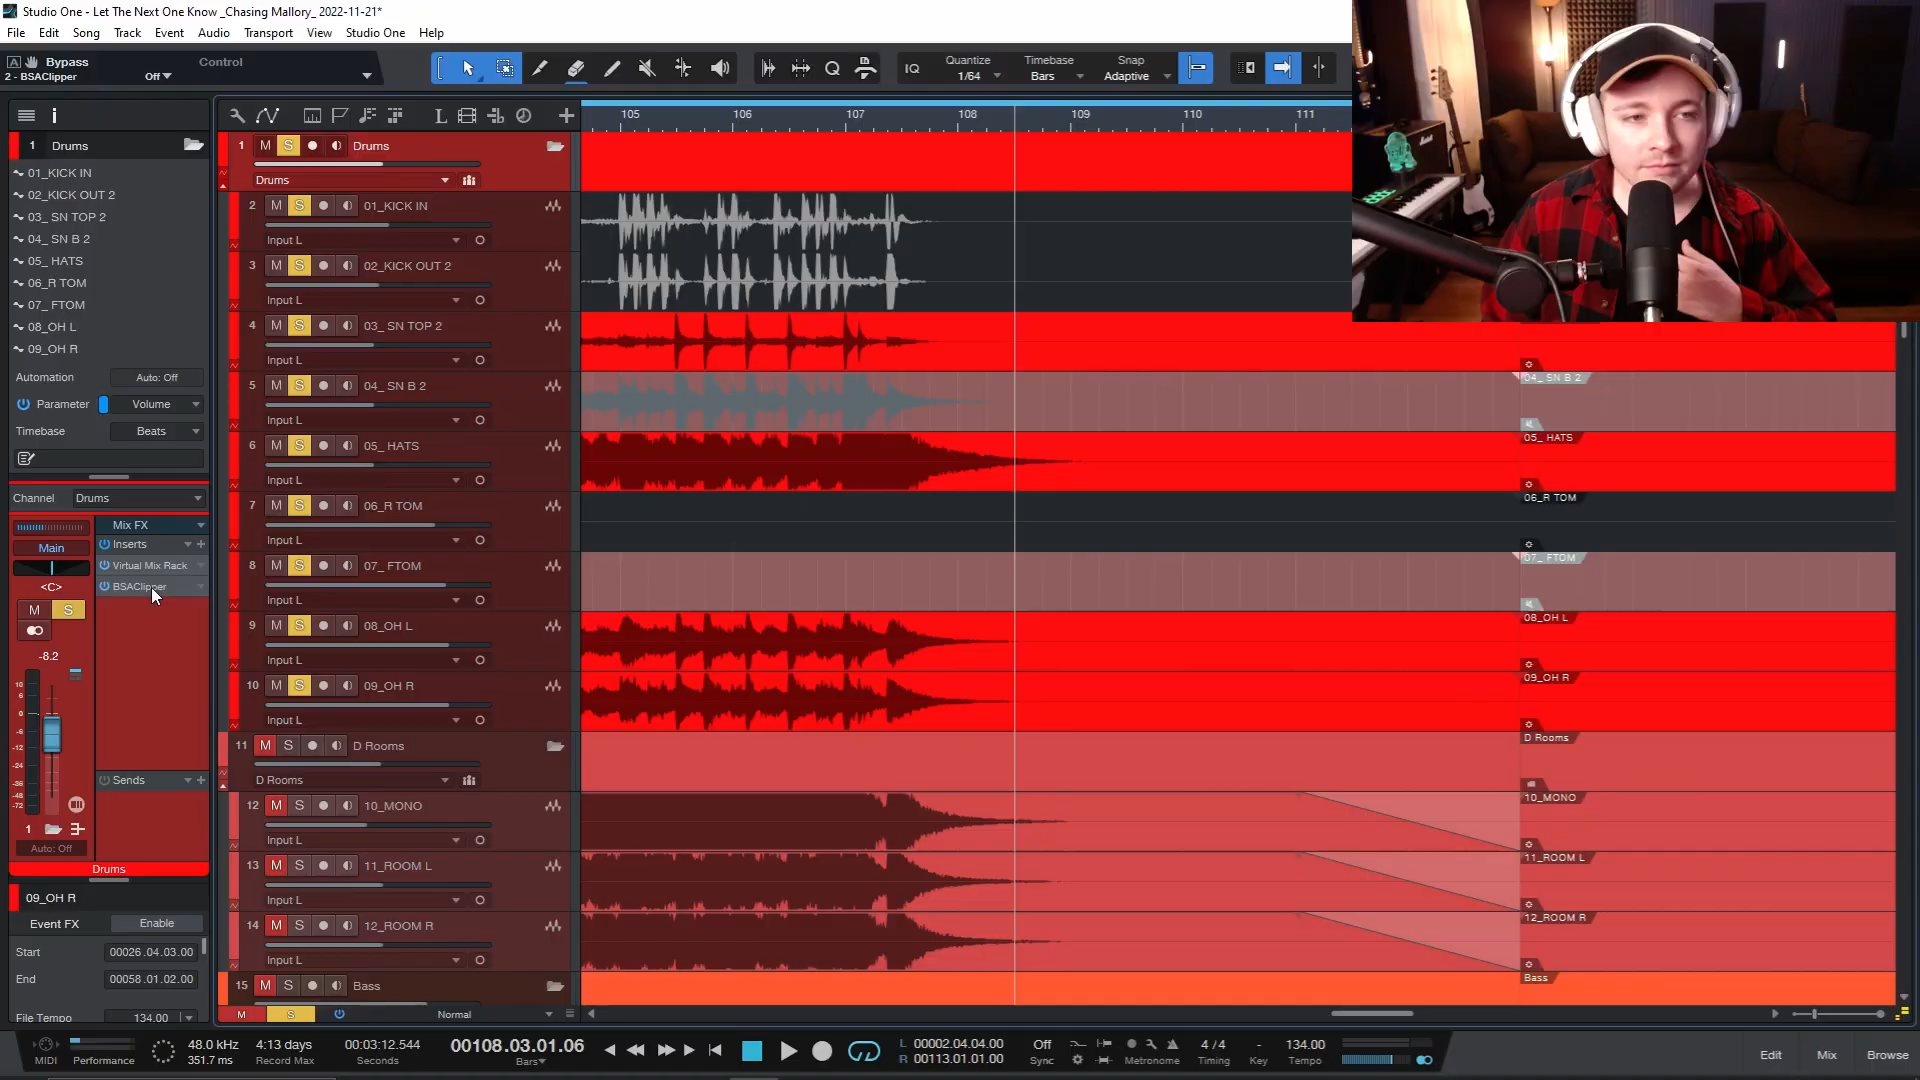 Studio One - Let The Next One Know _Chasing Mallory_ 2022-11-21*
File Edit Song Track Event Audio Transport View Studio One Help
Bypass
2 - BSAClipper
Off
Control
IQ
Quantize
1/64
Timebase
Bars
Snap
Adaptive
i
1 Drums
01_KICK IN
02_KICK OUT 2
03_ SN TOP 2
04_ SN B 2
05_ HATS
06_R TOM
07_ FTOM
08_OH L
09_OH R
Automation Auto: Off
Parameter Volume
Timebase Beats
Channel Drums
Mix FX
Main
Inserts
Virtual Mix Rack
BSAClipper
<C>
M S
-8.2
10
6
0
-6
-12
-24
-36
-48
-72
Sends
1
Auto: Off
Drums
09_OH R
Event FX Enable
Start 00026.04.03.00
End 00058.01.02.00
File Tempo 134.00
105 106 107 108 109 110 111
1 M S Drums
Drums
2 M S 01_KICK IN
Input L
3 M S 02_KICK OUT 2
Input L
4 M S 03_ SN TOP 2
Input L
5 M S 04_ SN B 2
Input L
6 M S 05_ HATS
Input L
7 M S 06_R TOM
Input L
8 M S 07_ FTOM
Input L
9 M S 08_OH L
Input L
10 M S 09_OH R
Input L
11 M S D Rooms
D Rooms
12 M S 10_MONO
Input L
13 M S 11_ROOM L
Input L
14 M S 12_ROOM R
Input L
15 M S Bass
M S Normal
04_ SN B 2
05_ HATS
06_R TOM
07_ FTOM
08_OH L
09_OH R
D Rooms
10_MONO
11_ROOM L
12_ROOM R
Bass
MIDI
Performance
48.0 kHz
351.7 ms
4:13 days
Record Max
00:03:12.544
Seconds
00108.03.01.06
Bars
L 00002.04.04.00
R 00113.01.01.00
Off
Sync
Metronome
4 / 4
Timing
-
Key
134.00
Tempo
Edit Mix Browse